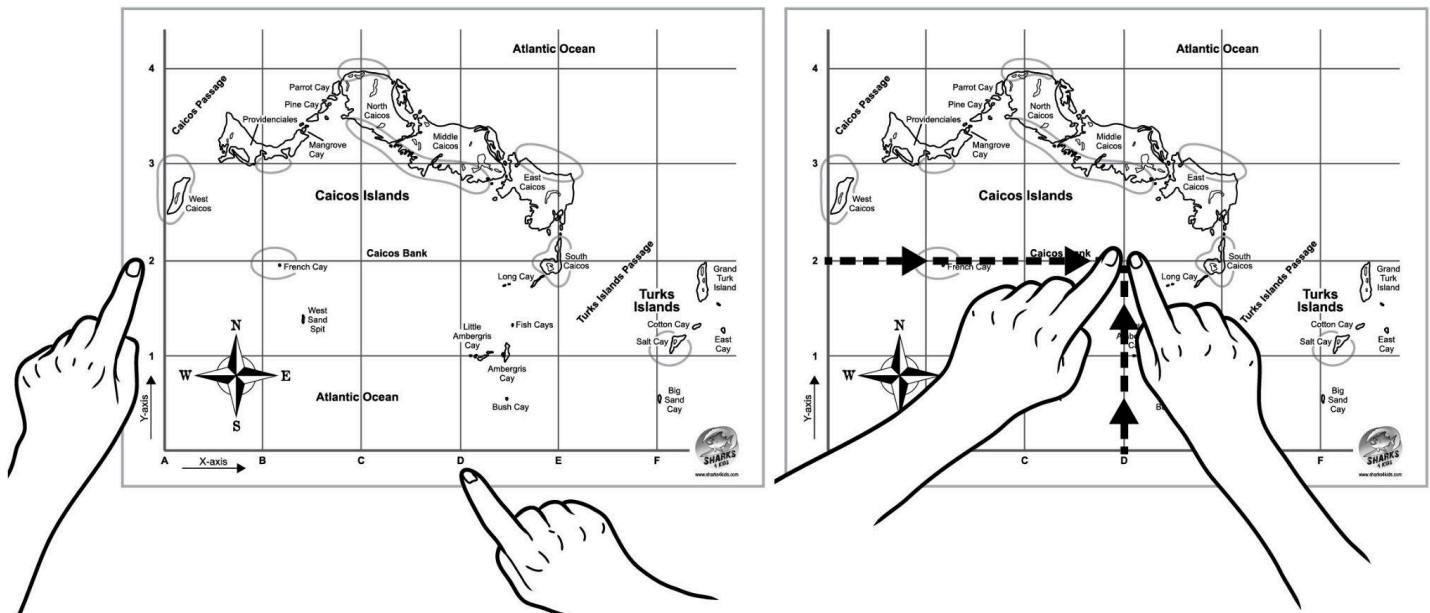 Atlantic Ocean
4
Caicos Passage
Parrot Cay
Pine Cay
North
Caicos
Providenciales
Mangrove
Cay
Middle
Caicos
3
East
Caicos
West
Caicos
Caicos Islands
Caicos Bank
2
French Cay
South
Caicos
Long Cay
Turks Islands Passage
Grand
Turk
Island
Turks
Islands
West
Sand
Spit
Little
Ambergris
Cay
Fish Cays
Cotton Cay
Salt Cay
East
Cay
N
W
E
S
1
Ambergris
Cay
Bush Cay
Big
Sand
Cay
Atlantic Ocean
Y-axis
A
X-axis
B
C
D
E
F
SHARKS
4 KIDS
www.sharks4kids.com
Atlantic Ocean
4
Caicos Passage
Parrot Cay
Pine Cay
North
Caicos
Providenciales
Mangrove
Cay
Middle
Caicos
3
East
Caicos
West
Caicos
Caicos Islands
Caicos Bank
2
French Cay
South
Caicos
Long Cay
Turks Islands Passage
Grand
Turk
Island
Turks
Islands
Cotton Cay
Salt Cay
East
Cay
N
W
1
Big
Sand
Cay
Y-axis
C
D
F
SHARKS
4 KIDS
www.sharks4kids.com